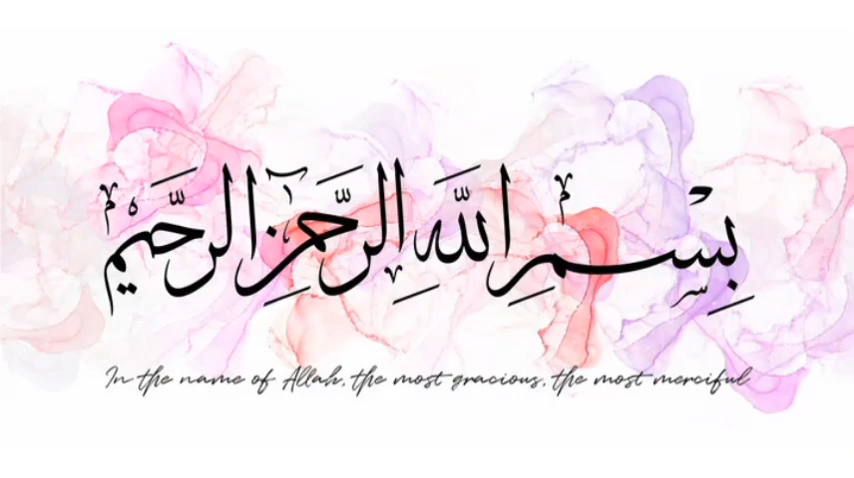 بِسْمِ اللَّهِ الرَّحْمَٰنِ الرَّحِيمِ
In the name of Allah, the most gracious, the most merciful